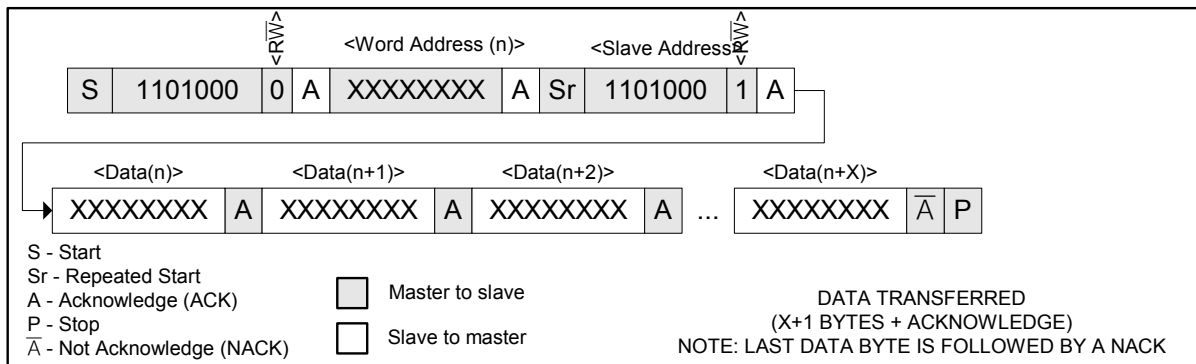 <RW̅> <RW̅>
<Word Address (n)> <Slave Address>
S 1101000 0 A XXXXXXXX A Sr 1101000 1 A
<Data(n)> <Data(n+1)> <Data(n+2)> <Data(n+X)>
XXXXXXXX A XXXXXXXX A XXXXXXXX A ... XXXXXXXX A̅ P
S - Start
Sr - Repeated Start
A - Acknowledge (ACK)
P - Stop
A̅ - Not Acknowledge (NACK)
Master to slave
Slave to master
DATA TRANSFERRED
(X+1 BYTES + ACKNOWLEDGE)
NOTE: LAST DATA BYTE IS FOLLOWED BY A NACK